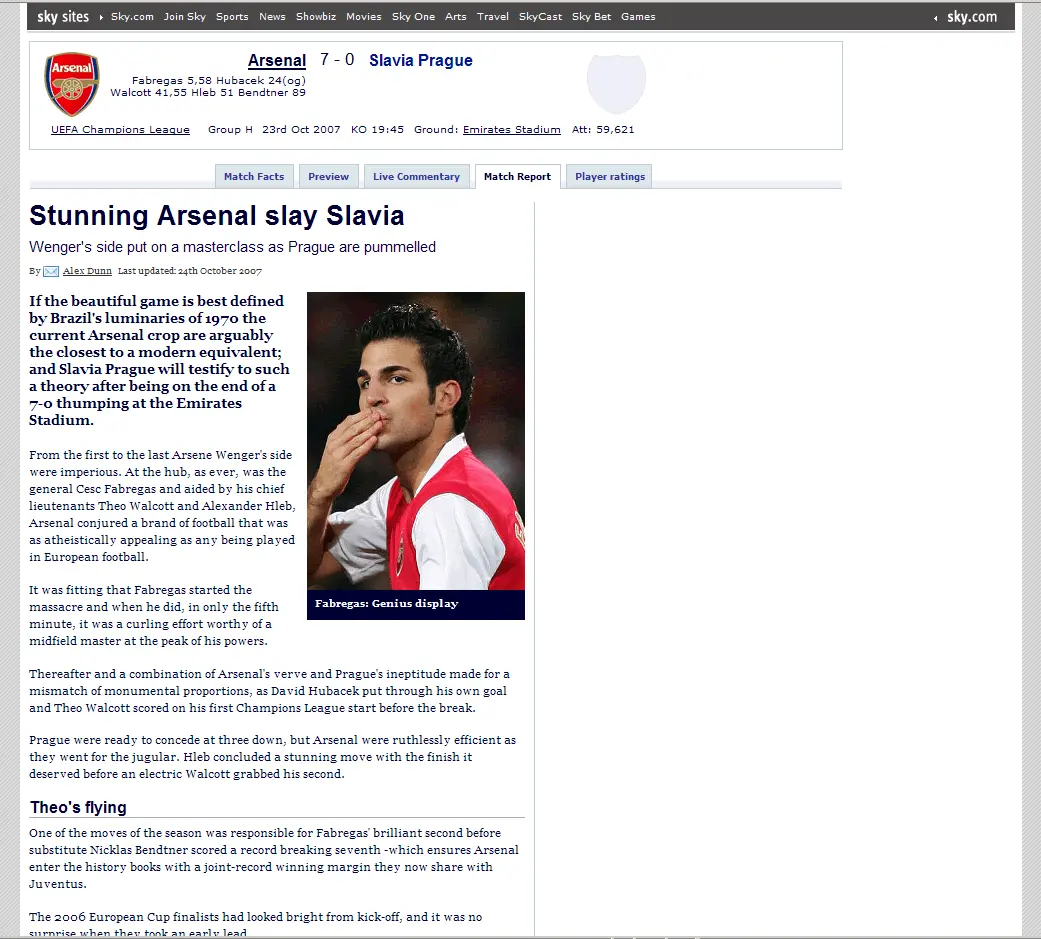 sky sites Sky.com Join Sky Sports News Showbiz Movies Sky One Arts Travel SkyCast Sky Bet Games sky.com
Arsenal
Arsenal 7 - 0 Slavia Prague
Fabregas 5,58 Hubacek 24(og)
Walcott 41,55 Hleb 51 Bendtner 89
UEFA Champions League Group H 23rd Oct 2007 KO 19:45 Ground: Emirates Stadium Att: 59,621
Match Facts Preview Live Commentary Match Report Player ratings
Stunning Arsenal slay Slavia
Wenger's side put on a masterclass as Prague are pummelled
By Alex Dunn Last updated: 24th October 2007
If the beautiful game is best defined
by Brazil's luminaries of 1970 the
current Arsenal crop are arguably
the closest to a modern equivalent;
and Slavia Prague will testify to such
a theory after being on the end of a
7-0 thumping at the Emirates
Stadium.
From the first to the last Arsene Wenger's side
were imperious. At the hub, as ever, was the
general Cesc Fabregas and aided by his chief
lieutenants Theo Walcott and Alexander Hleb,
Arsenal conjured a brand of football that was
as atheistically appealing as any being played
in European football.
Fabregas: Genius display
It was fitting that Fabregas started the
massacre and when he did, in only the fifth
minute, it was a curling effort worthy of a
midfield master at the peak of his powers.
Thereafter and a combination of Arsenal's verve and Prague's ineptitude made for a
mismatch of monumental proportions, as David Hubacek put through his own goal
and Theo Walcott scored on his first Champions League start before the break.
Prague were ready to concede at three down, but Arsenal were ruthlessly efficient as
they went for the jugular. Hleb concluded a stunning move with the finish it
deserved before an electric Walcott grabbed his second.
Theo's flying
One of the moves of the season was responsible for Fabregas' brilliant second before
substitute Nicklas Bendtner scored a record breaking seventh -which ensures Arsenal
enter the history books with a joint-record winning margin they now share with
Juventus.
The 2006 European Cup finalists had looked bright from kick-off, and it was no
surprise when they took an early lead